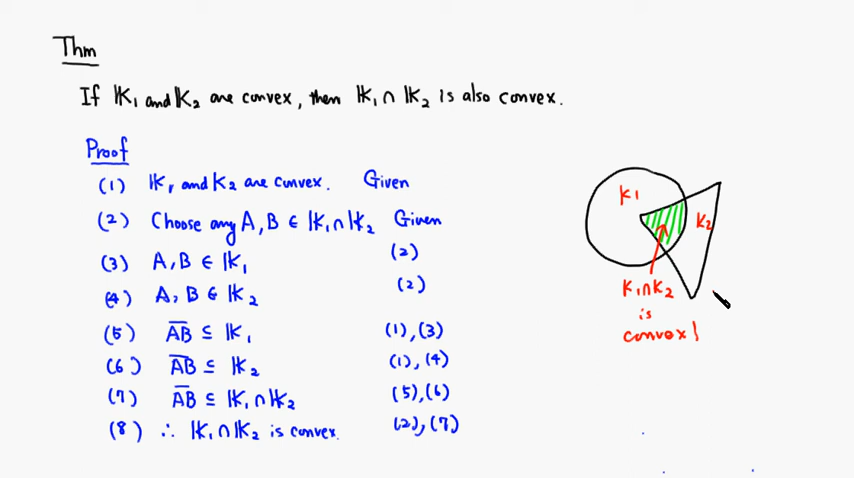 Thm
If K₁ and K₂ are convex, then K₁ ∩ K₂ is also convex.
Proof
(1) K₁ and K₂ are convex. Given
(2) Choose any A, B ∈ K₁ ∩ K₂ Given
(3) A, B ∈ K₁ (2)
(4) A, B ∈ K₂ (2)
(5) A̅B̅ ⊆ K₁ (1), (3)
(6) A̅B̅ ⊆ K₂ (1), (4)
(7) A̅B̅ ⊆ K₁ ∩ K₂ (5), (6)
(8) ∴ K₁ ∩ K₂ is convex. (2), (7)
K1
K₂
K₁ ∩ K₂
is
convex!